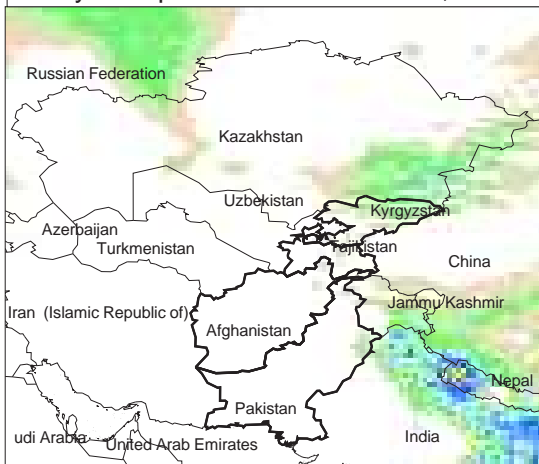 Russian Federation
Kazakhstan
Uzbekistan
Kyrgyzstan
Azerbaijan
Turkmenistan
Tajikistan
China
Iran (Islamic Republic of)
Jammu Kashmir
Afghanistan
Nepal
Pakistan
udi Arabia
United Arab Emirates
India